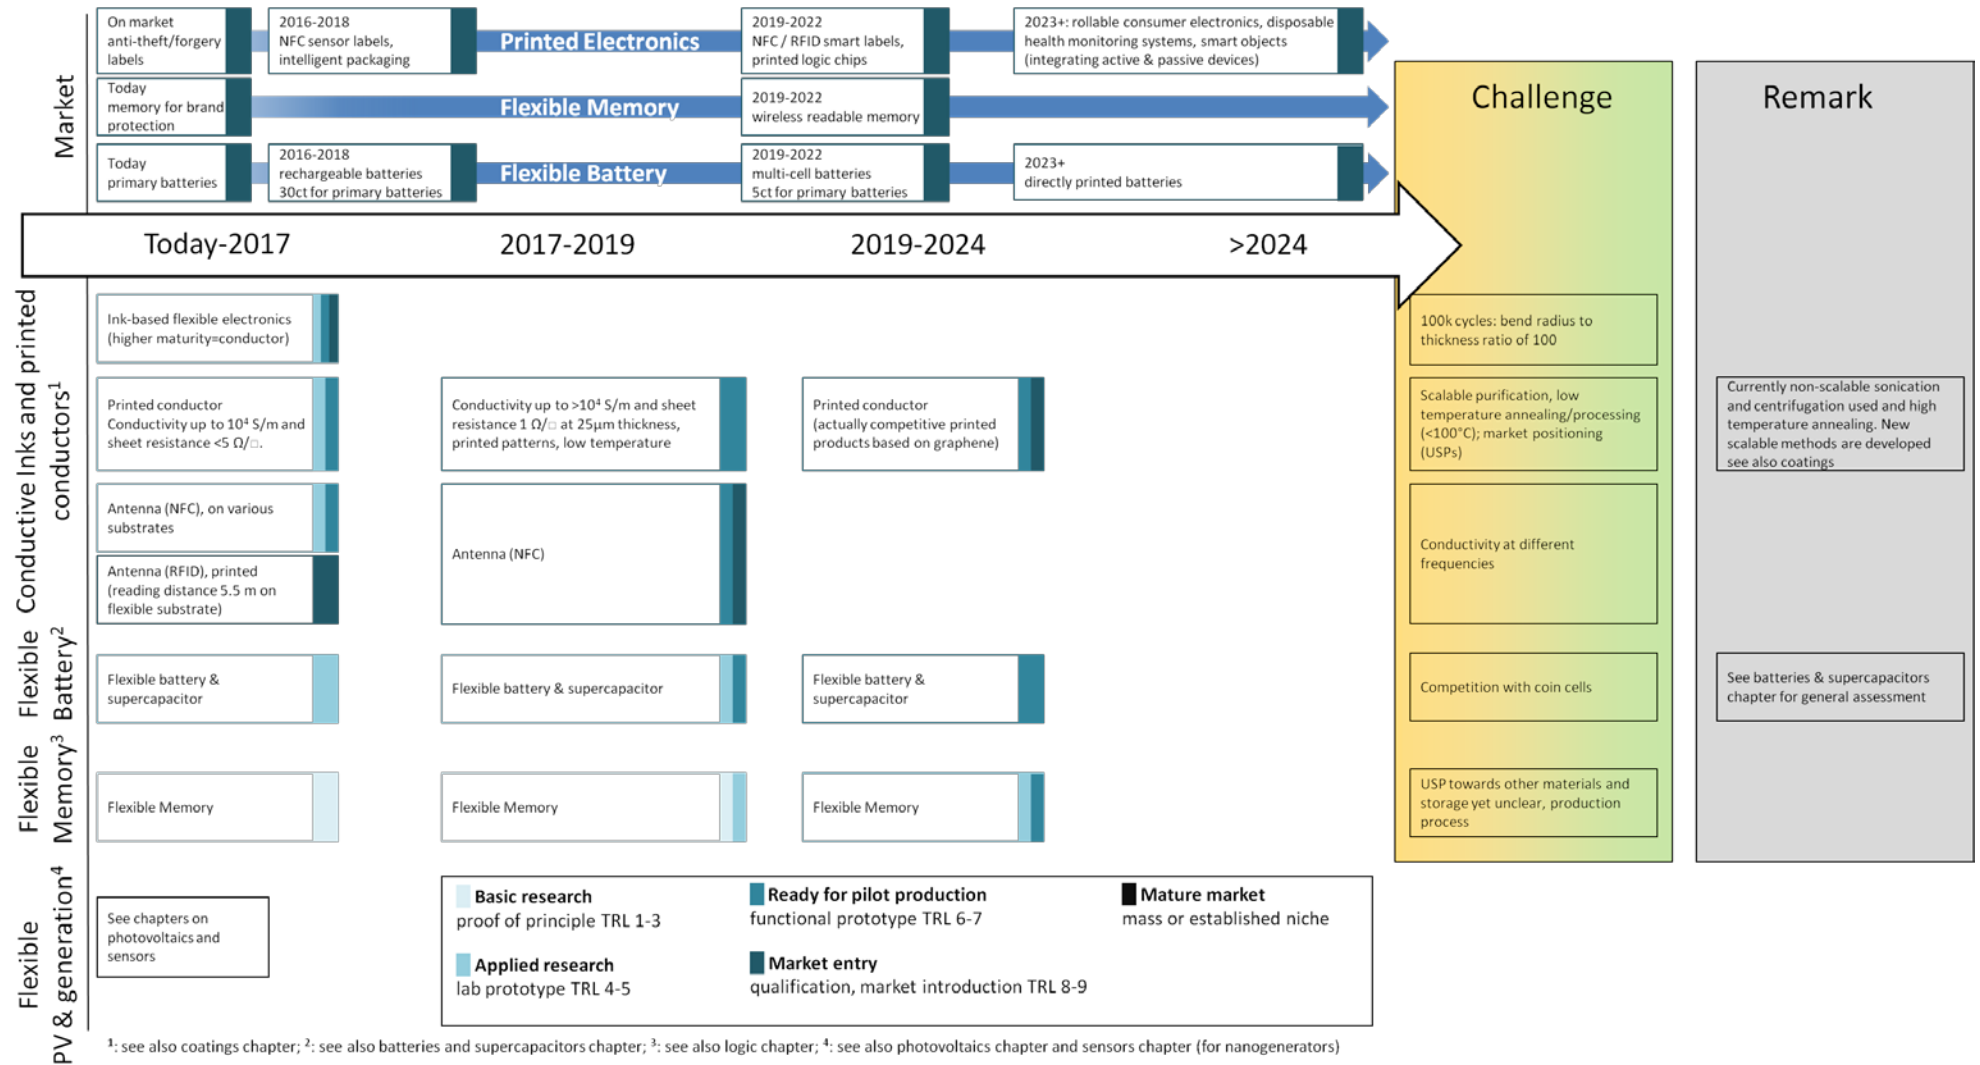 Market
On market
anti-theft/forgery
labels
2016-2018
NFC sensor labels,
intelligent packaging
Printed Electronics
2019-2022
NFC / RFID smart labels,
printed logic chips
2023+: rollable consumer electronics, disposable
health monitoring systems, smart objects
(integrating active & passive devices)
Today
memory for brand
protection
Flexible Memory
2019-2022
wireless readable memory
Today
primary batteries
2016-2018
rechargeable batteries
30ct for primary batteries
Flexible Battery
2019-2022
multi-cell batteries
5ct for primary batteries
2023+
directly printed batteries
Challenge
Remark
Today-2017
2017-2019
2019-2024
>2024
Conductive Inks and printed
conductors¹
Ink-based flexible electronics
(higher maturity=conductor)
100k cycles: bend radius to
thickness ratio of 100
Printed conductor
Conductivity up to 10⁴ S/m and
sheet resistance <5 Ω/□.
Conductivity up to >10⁴ S/m and sheet
resistance 1 Ω/□ at 25µm thickness,
printed patterns, low temperature
Printed conductor
(actually competitive printed
products based on graphene)
Scalable purification, low
temperature annealing/processing
(<100°C); market positioning
(USPs)
Currently non-scalable sonication
and centrifugation used and high
temperature annealing. New
scalable methods are developed
see also coatings
Antenna (NFC), on various
substrates
Antenna (RFID), printed
(reading distance 5.5 m on
flexible substrate)
Antenna (NFC)
Conductivity at different
frequencies
Flexible
Battery²
Flexible battery &
supercapacitor
Flexible battery & supercapacitor
Flexible battery &
supercapacitor
Competition with coin cells
See batteries & supercapacitors
chapter for general assessment
Flexible
Memory³
Flexible Memory
Flexible Memory
Flexible Memory
USP towards other materials and
storage yet unclear, production
process
Flexible
PV & generation⁴
See chapters on
photovoltaics and
sensors
Basic research
proof of principle TRL 1-3
Applied research
lab prototype TRL 4-5
Ready for pilot production
functional prototype TRL 6-7
Market entry
qualification, market introduction TRL 8-9
Mature market
mass or established niche
¹: see also coatings chapter; ²: see also batteries and supercapacitors chapter; ³: see also logic chapter; ⁴: see also photovoltaics chapter and sensors chapter (for nanogenerators)